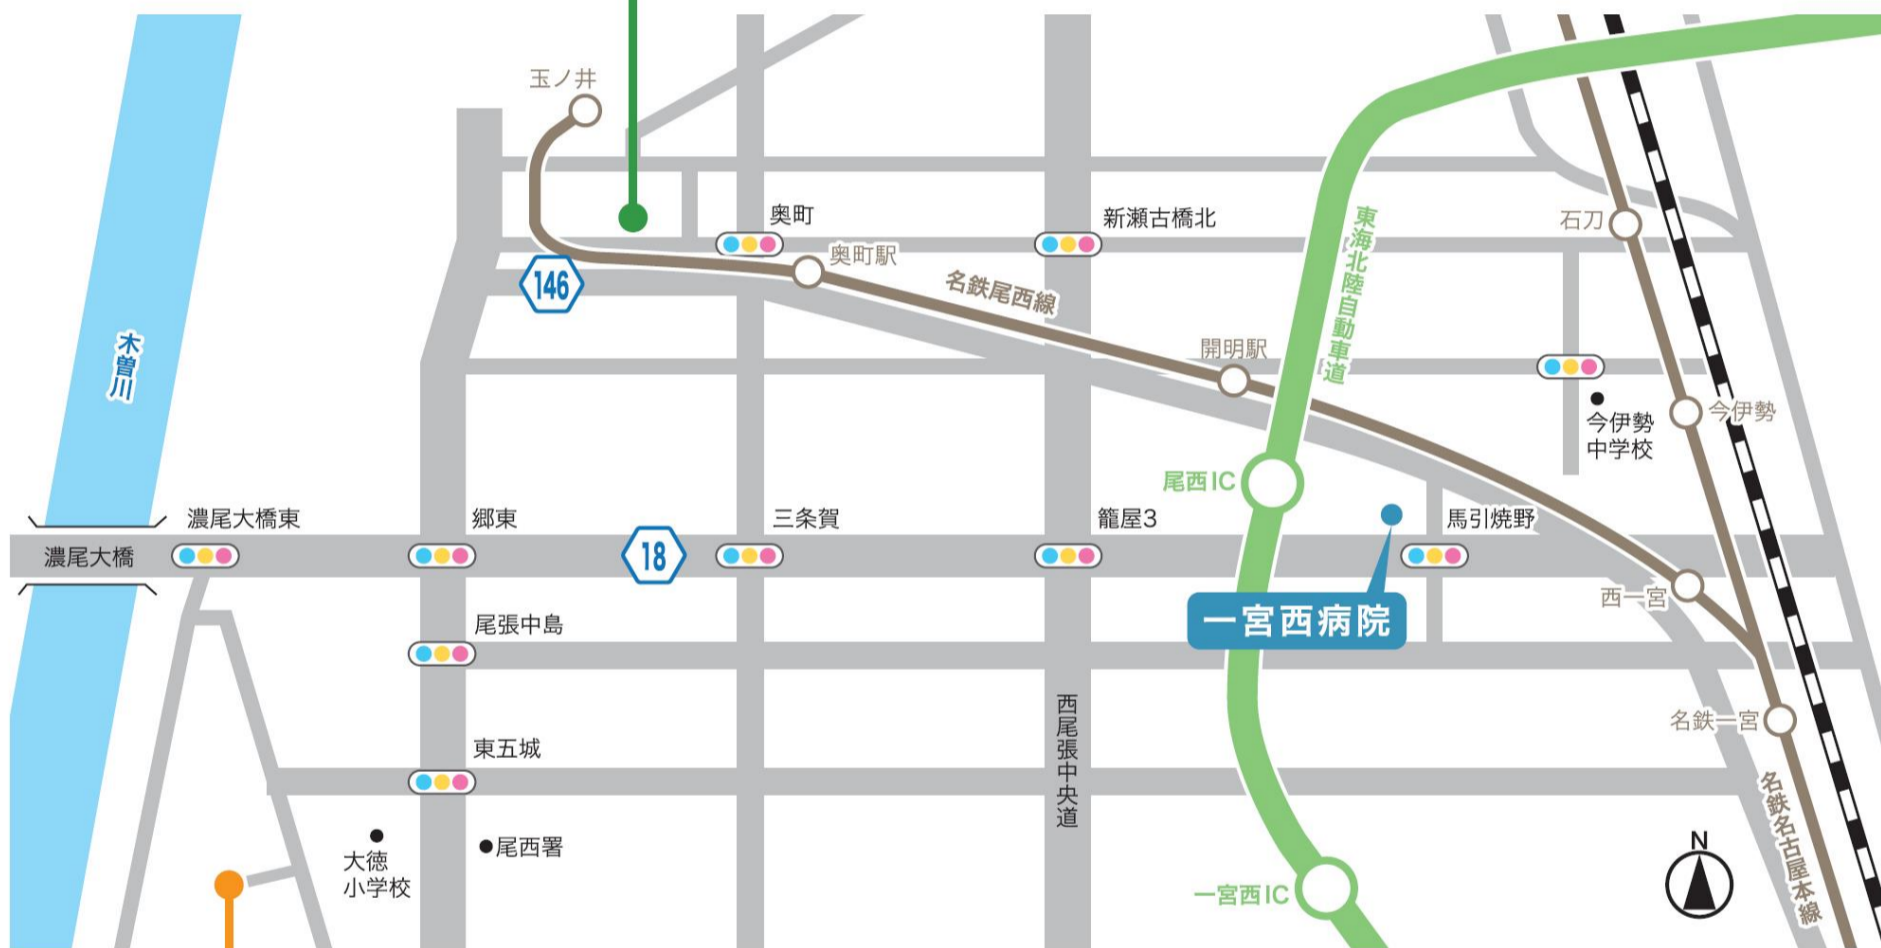 玉ノ井
奥町
新瀬古橋北
石刀
奥町駅
146
名鉄尾西線
東海北陸自動車道
木曽川
開明駅
今伊勢
今伊勢
中学校
尾西IC
濃尾大橋東
郷東
三条賀
籠屋3
馬引焼野
濃尾大橋
18
西一宮
一宮西病院
尾張中島
西尾張中央道
名鉄一宮
東五城
名鉄名古屋本線
大徳
小学校
尾西署
一宮西IC
N